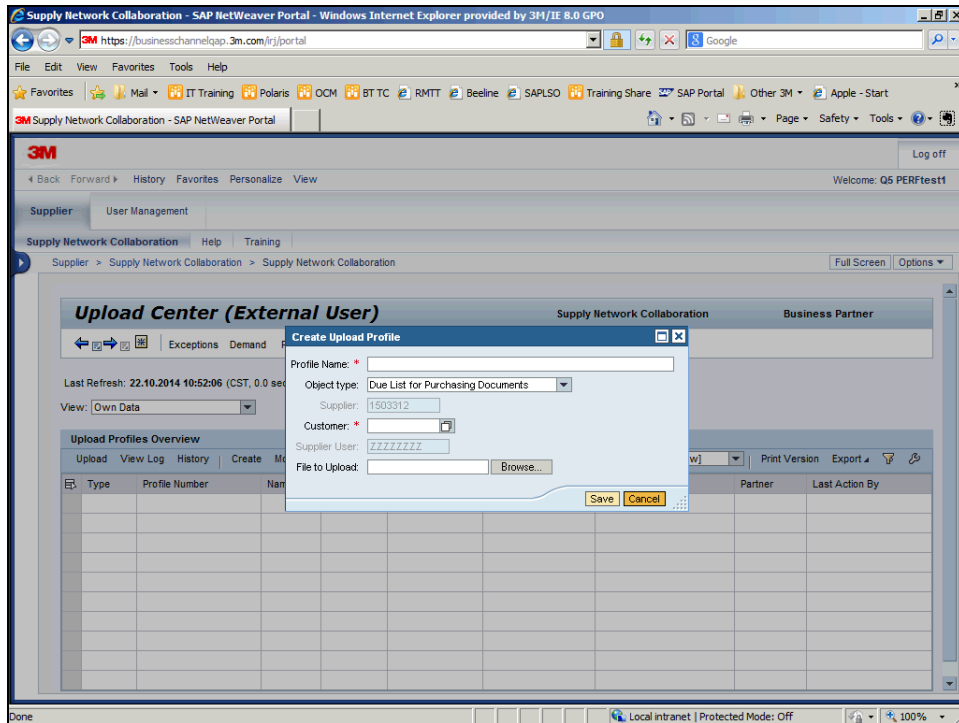 Supply Network Collaboration - SAP NetWeaver Portal - Windows Internet Explorer provided by 3M/IE 8.0 GPO
3M https://businesschannelqap.3m.com/irj/portal
Google
File Edit View Favorites Tools Help
Favorites Mail IT Training Polaris OCM BT TC RMTT Beeline SAPLSO Training Share SAP Portal Other 3M Apple - Start
3M Supply Network Collaboration - SAP NetWeaver Portal
Page Safety Tools
3M
Log off
Back Forward History Favorites Personalize View
Welcome: Q5 PERFtest1
Supplier User Management
Supply Network Collaboration Help Training
Supplier > Supply Network Collaboration > Supply Network Collaboration
Full Screen Options
Upload Center (External User)
Supply Network Collaboration
Business Partner
Exceptions Demand
Last Refresh: 22.10.2014 10:52:06 (CST, 0.0 sec
View: Own Data
Create Upload Profile
Profile Name: *
Object type: Due List for Purchasing Documents
Supplier: 1503312
Customer: *
Supplier User: ZZZZZZZZ
File to Upload: Browse...
Save Cancel
Upload Profiles Overview
Upload View Log History Create Mo
w] Print Version Export
Type Profile Number Nam
Partner Last Action By
Done
Local intranet | Protected Mode: Off
100%